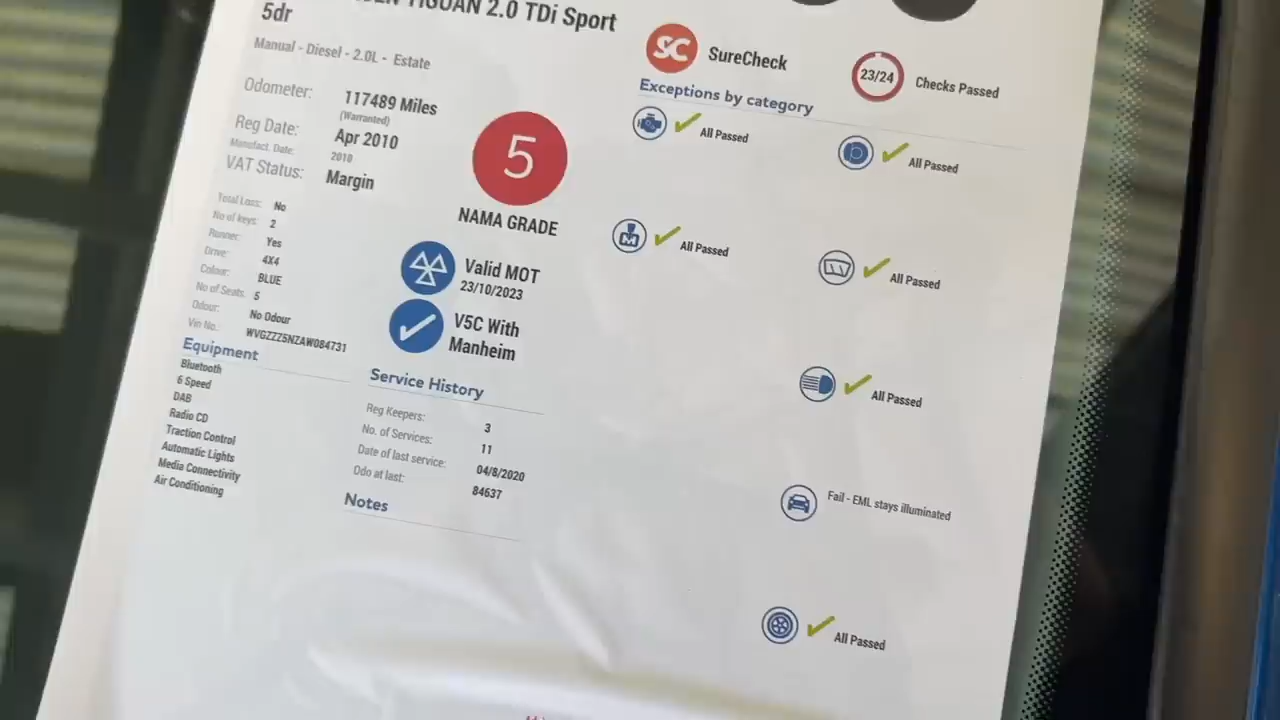 TIGUAN 2.0 TDi Sport
5dr
Manual - Diesel - 2.0L - Estate
Odometer: 117489 Miles
(Warranted)
Reg Date: Apr 2010
Manufact. Date: 2010
VAT Status: Margin
Total Loss: No
No of keys: 2
Runner: Yes
Drive: 4X4
Colour: BLUE
No of Seats: 5
Odour: No Odour
Vin No.: WVGZZZ5NZAW084731
Equipment
Bluetooth
6 Speed
DAB
Radio CD
Traction Control
Automatic Lights
Media Connectivity
Air Conditioning
5
NAMA GRADE
Valid MOT
23/10/2023
V5C With
Manheim
Service History
Reg Keepers: 3
No. of Services: 11
Date of last service: 04/8/2020
Odo at last: 84637
Notes
SC SureCheck
23/24 Checks Passed
Exceptions by category
All Passed
All Passed
All Passed
All Passed
All Passed
Fail - EML stays illuminated
All Passed